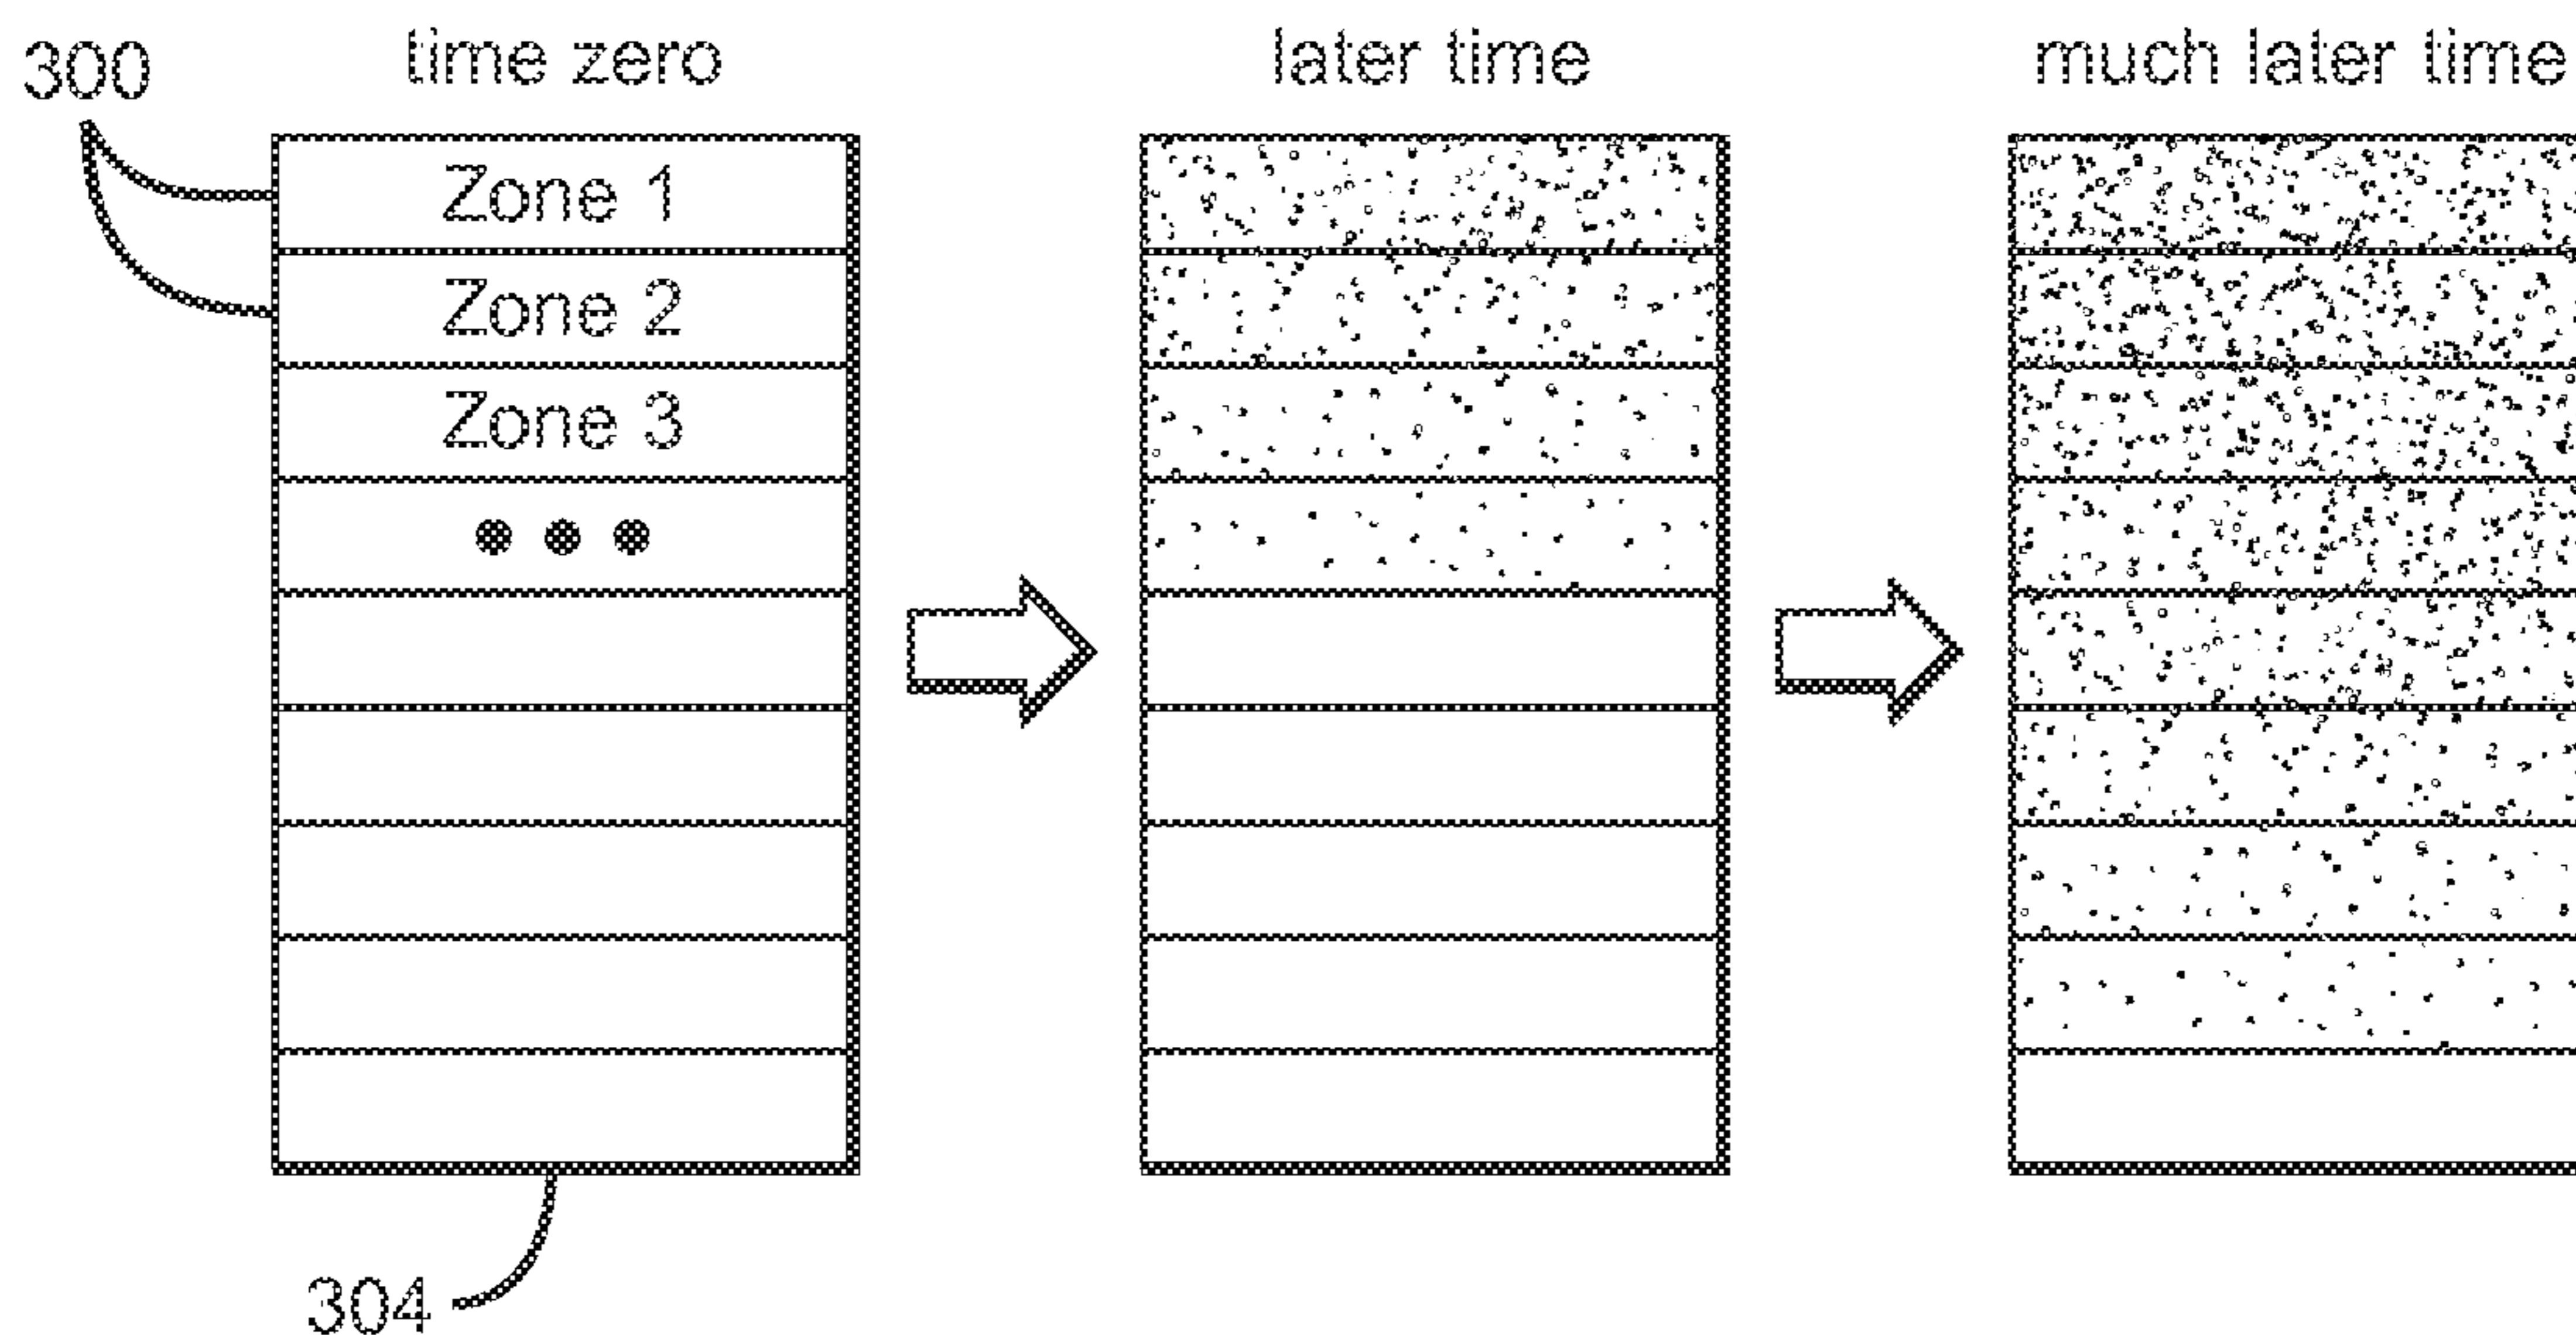 300
time zero
later time
much later time
Zone 1
Zone 2
Zone 3
• • •
304